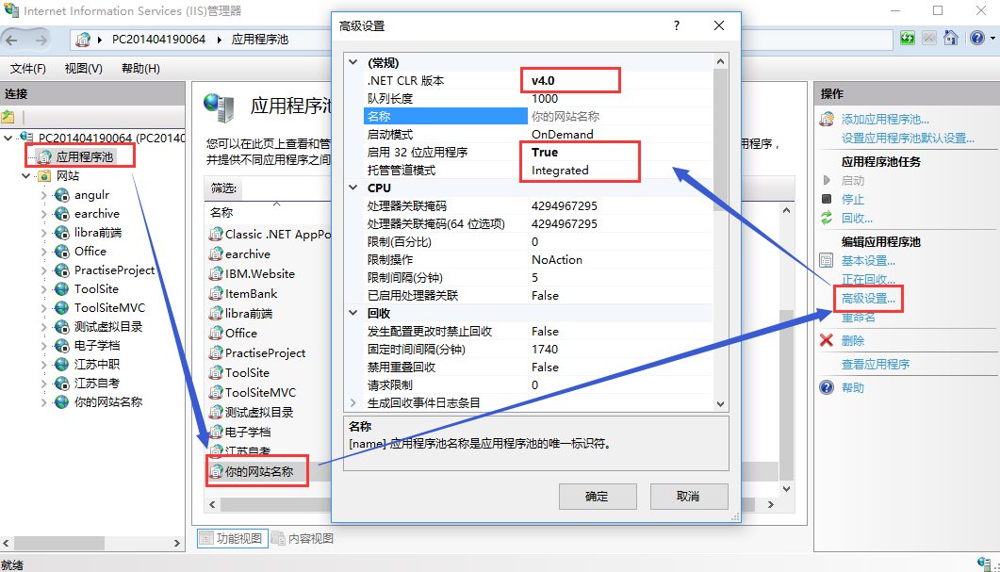 Internet Information Services (IIS)管理器
PC201404190064
应用程序池
文件(F)
视图(V)
帮助(H)
连接
PC201404190064 (PC20140
应用程序池
网站
angulr
earchive
libra前端
Office
PractiseProject
ToolSite
ToolSiteMVC
测试虚拟目录
电子学档
江苏中职
江苏自考
你的网站名称
应用程序池
您可以在此页上查看和管
用程序，
并提供不同应用程序之间
筛选:
名称
Classic .NET AppPo
earchive
IBM.Website
ItemBank
libra前端
Office
PractiseProject
ToolSite
ToolSiteMVC
测试虚拟目录
电子学档
江苏自考
你的网站名称
功能视图
内容视图
高级设置
?
(常规)
.NET CLR 版本
v4.0
队列长度
1000
名称
你的网站名称
启动模式
OnDemand
启用 32 位应用程序
True
托管管道模式
Integrated
CPU
处理器关联掩码
4294967295
处理器关联掩码(64 位选项)
4294967295
限制(百分比)
0
限制操作
NoAction
限制间隔(分钟)
5
已启用处理器关联
False
回收
发生配置更改时禁止回收
False
固定时间间隔(分钟)
1740
禁用重叠回收
False
请求限制
0
生成回收事件日志条目
名称
[name] 应用程序池名称是应用程序池的唯一标识符。
确定
取消
操作
添加应用程序池...
设置应用程序池默认设置...
应用程序池任务
启动
停止
回收...
编辑应用程序池
基本设置...
正在回收...
高级设置...
重命名
删除
查看应用程序
帮助
就绪